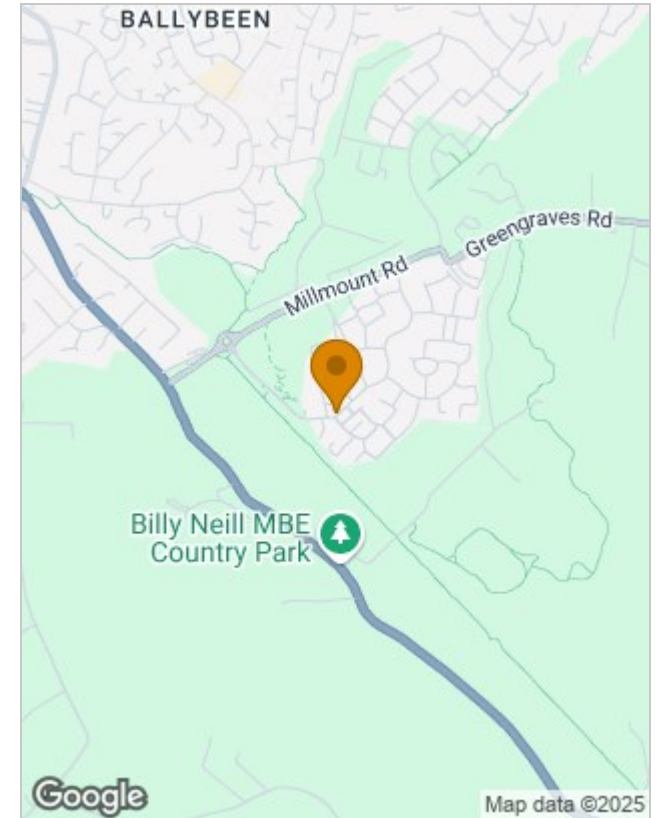 BALLYBEEN
Greengraves Rd
Millmount Rd
Billy Neill MBE
Country Park
Google
Map data ©2025